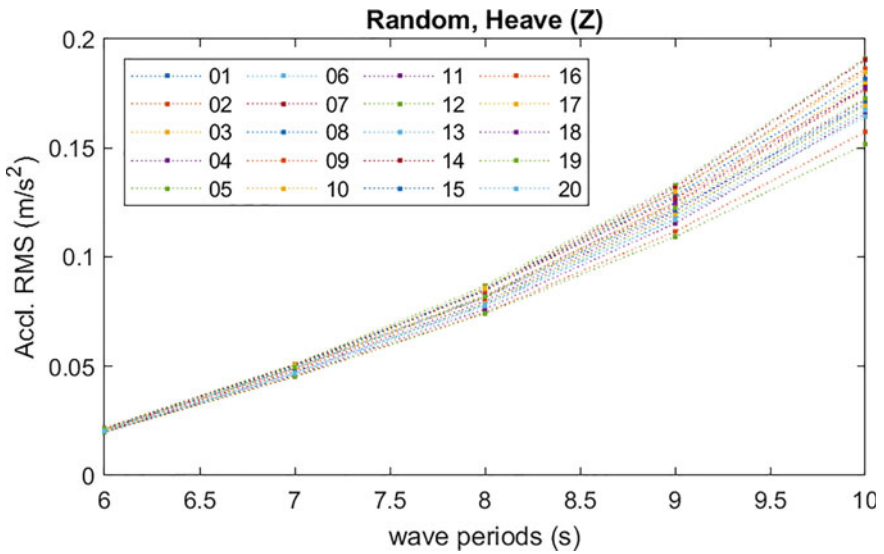 Random, Heave (Z)
Accl. RMS (m/s²)
0.2
0.15
0.1
0.05
0
01 06 11 16
02 07 12 17
03 08 13 18
04 09 14 19
05 10 15 20
6 6.5 7 7.5 8 8.5 9 9.5 10
wave periods (s)